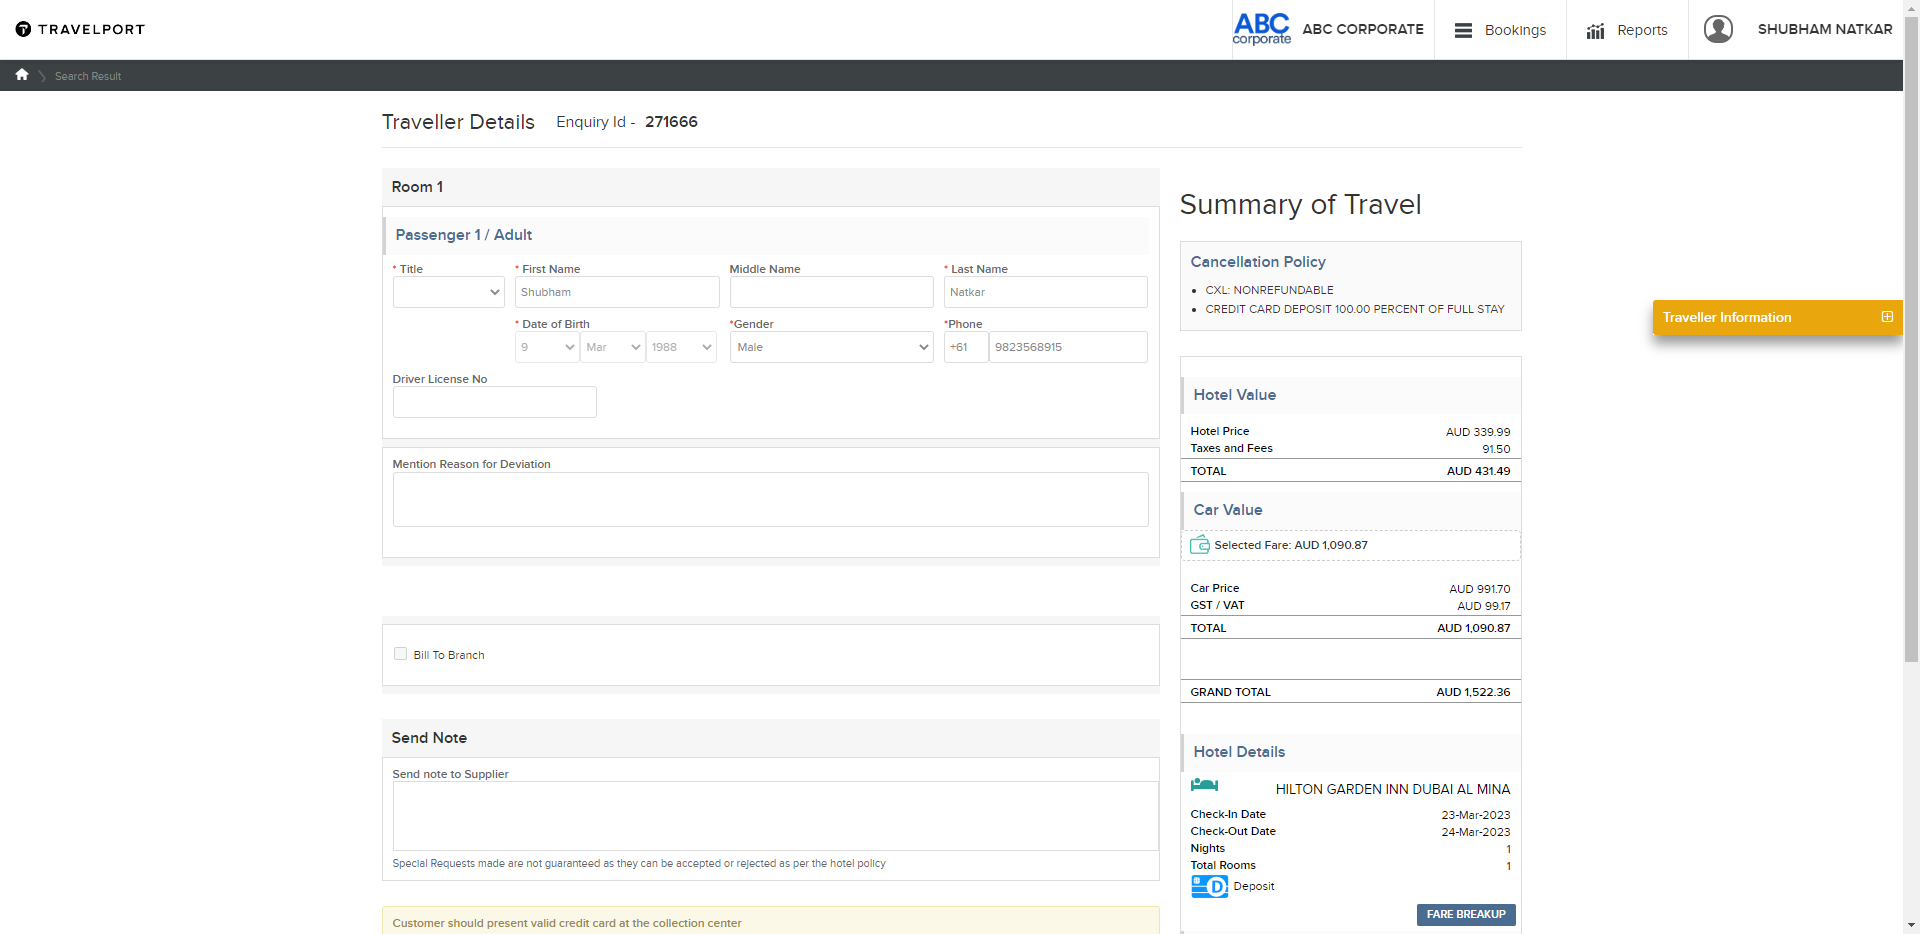 TRAVELPORT
ABC corporate
ABC CORPORATE
Bookings
Reports
SHUBHAM NATKAR
Search Result
Traveller Details
Enquiry Id - 271666
Room 1
Passenger 1 / Adult
* Title
* First Name
Middle Name
* Last Name
Shubham
Natkar
* Date of Birth
*Gender
*Phone
9
Mar
1988
Male
+61
9823568915
Driver License No
Mention Reason for Deviation
Bill To Branch
Send Note
Send note to Supplier
Special Requests made are not guaranteed as they can be accepted or rejected as per the hotel policy
Customer should present valid credit card at the collection center
Summary of Travel
Cancellation Policy
CXL: NONREFUNDABLE
CREDIT CARD DEPOSIT 100.00 PERCENT OF FULL STAY
Traveller Information
Hotel Value
Hotel Price AUD 339.99
Taxes and Fees 91.50
TOTAL AUD 431.49
Car Value
Selected Fare: AUD 1,090.87
Car Price AUD 991.70
GST / VAT AUD 99.17
TOTAL AUD 1,090.87
GRAND TOTAL AUD 1,522.36
Hotel Details
HILTON GARDEN INN DUBAI AL MINA
Check-In Date 23-Mar-2023
Check-Out Date 24-Mar-2023
Nights 1
Total Rooms 1
D Deposit
FARE BREAKUP